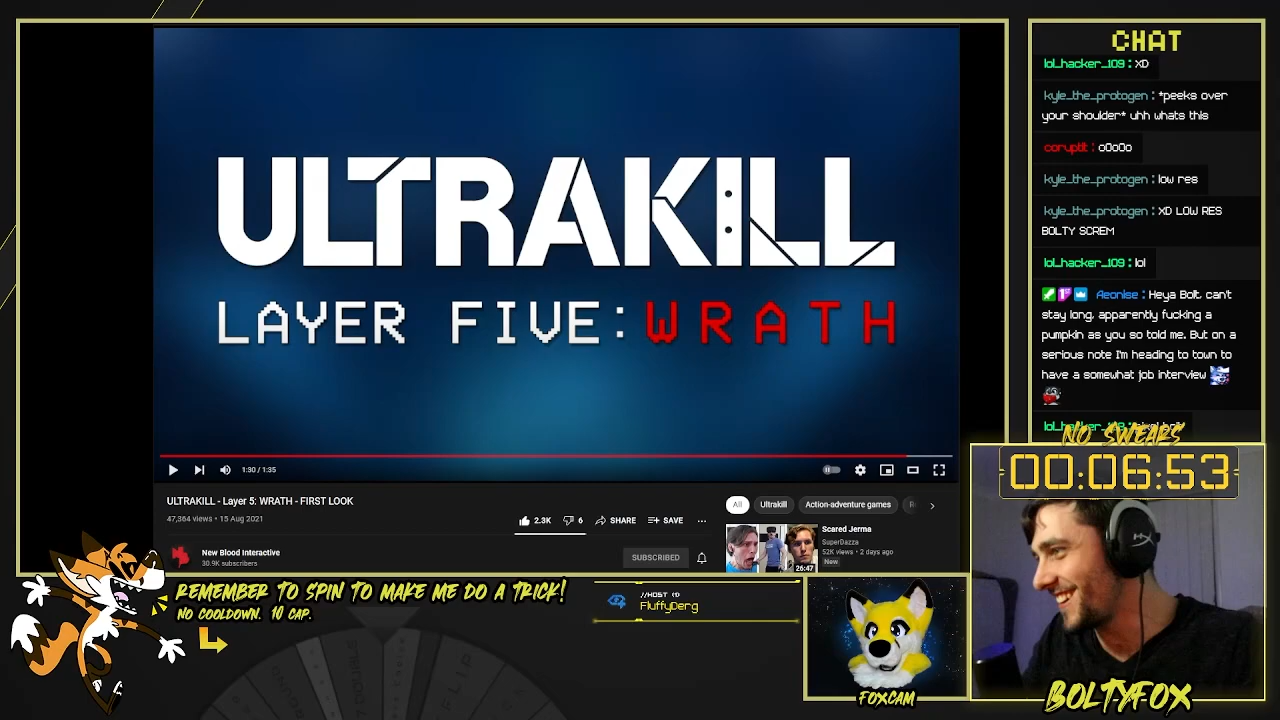 ULTRAKILL
LAYER FIVE: WRATH
1:30 / 1:35
ULTRAKILL - Layer 5: WRATH - FIRST LOOK
47,364 views • 15 Aug 2021
2.3K
6
SHARE
SAVE
New Blood Interactive
30.9K subscribers
SUBSCRIBED
All
Ultrakill
Action-adventure games
Scared Jerma
SuperDazza
52K views • 2 days ago
New
26:47
CHAT
lol_hacker_109 : XD
kyle_the_protogen : *peeks over
your shoulder* uhh whats this
corupt!t : o0o0o
kyle_the_protogen : low res
kyle_the_protogen : XD LOW RES
BOLTY SCREM
lol_hacker_109 : lol
Aeonise : Heya Bolt, can't
stay long, apparently fucking a
pumpkin as you so told me. But on a
serious note I'm heading to town to
have a somewhat job interview
NO SWEARS
00:06:53
REMEMBER TO SPIN TO MAKE ME DO A TRICK!
NO COOLDOWN. 10 CAP.
//HOST ID
FluffyDerg
FOXCAM
BOLTYFOX